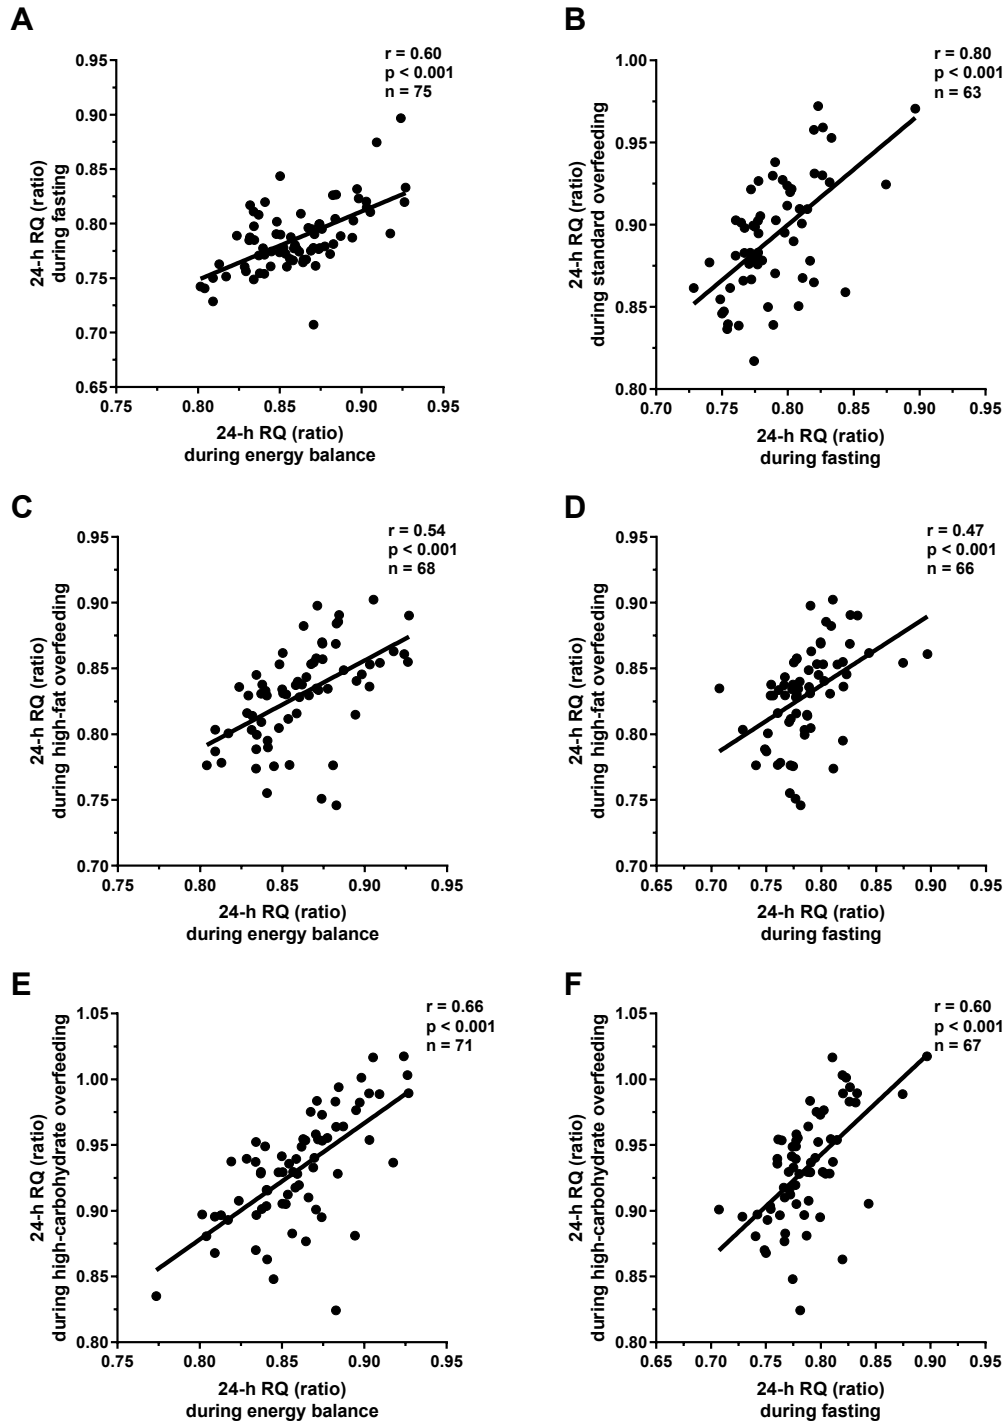 A
r = 0.60
p < 0.001
n = 75
0.95
0.90
0.85
0.80
0.75
0.70
0.65
24-h RQ (ratio)
during fasting
0.75 0.80 0.85 0.90 0.95
24-h RQ (ratio)
during energy balance
B
r = 0.80
p < 0.001
n = 63
1.00
0.95
0.90
0.85
0.80
24-h RQ (ratio)
during standard overfeeding
0.70 0.75 0.80 0.85 0.90 0.95
24-h RQ (ratio)
during fasting
C
r = 0.54
p < 0.001
n = 68
0.95
0.90
0.85
0.80
0.75
0.70
24-h RQ (ratio)
during high-fat overfeeding
0.75 0.80 0.85 0.90 0.95
24-h RQ (ratio)
during energy balance
D
r = 0.47
p < 0.001
n = 66
0.95
0.90
0.85
0.80
0.75
0.70
24-h RQ (ratio)
during high-fat overfeeding
0.65 0.70 0.75 0.80 0.85 0.90 0.95
24-h RQ (ratio)
during fasting
E
r = 0.66
p < 0.001
n = 71
1.05
1.00
0.95
0.90
0.85
0.80
24-h RQ (ratio)
during high-carbohydrate overfeeding
0.75 0.80 0.85 0.90 0.95
24-h RQ (ratio)
during energy balance
F
r = 0.60
p < 0.001
n = 67
1.05
1.00
0.95
0.90
0.85
0.80
24-h RQ (ratio)
during high-carbohydrate overfeeding
0.65 0.70 0.75 0.80 0.85 0.90 0.95
24-h RQ (ratio)
during fasting